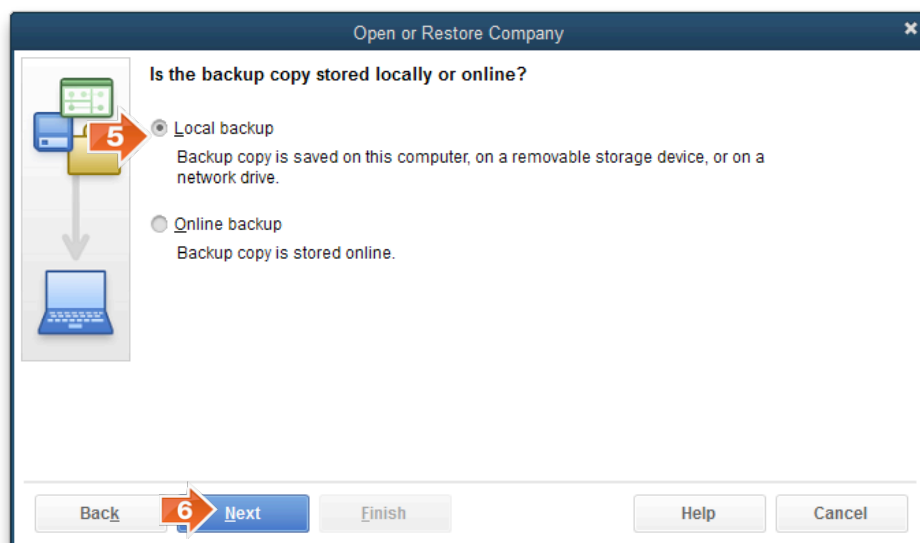 Open or Restore Company
Is the backup copy stored locally or online?
5
Local backup
Backup copy is saved on this computer, on a removable storage device, or on a
network drive.
Online backup
Backup copy is stored online.
Back
6
Next
Finish
Help
Cancel